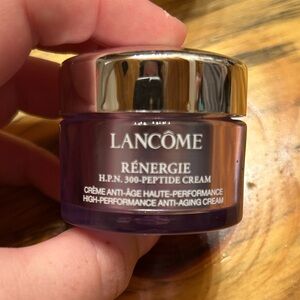 LANCÔME
RÉNERGIE
H.P.N. 300-PEPTIDE CREAM
CRÈME ANTI-ÂGE HAUTE-PERFORMANCE
HIGH-PERFORMANCE ANTI-AGING CREAM